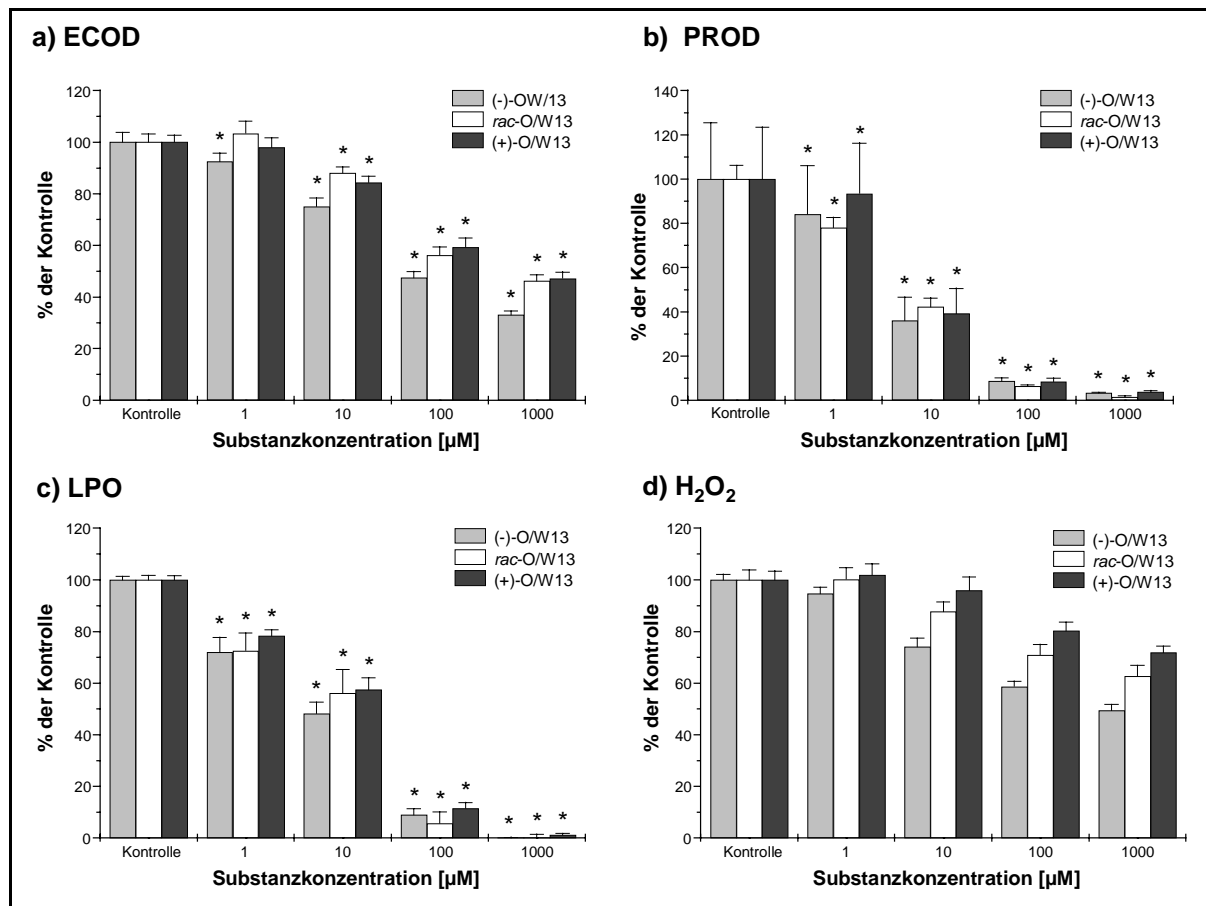 a) ECOD
120
100
80
60
40
20
0
% der Kontrolle
(-)-OW/13
rac-O/W13
(+)-O/W13
*
* * *
* * *
* * *
Kontrolle 1 10 100 1000
Substanzkonzentration [µM]
b) PROD
140
120
100
80
60
40
20
0
% der Kontrolle
(-)-O/W13
rac-O/W13
(+)-O/W13
* * *
* * *
* * *
* * *
Kontrolle 1 10 100 1000
Substanzkonzentration [µM]
c) LPO
120
100
80
60
40
20
0
% der Kontrolle
(-)-O/W13
rac-O/W13
(+)-O/W13
* * *
* * *
* * *
* * *
Kontrolle 1 10 100 1000
Substanzkonzentration [µM]
d) H₂O₂
120
100
80
60
40
20
0
% der Kontrolle
(-)-O/W13
rac-O/W13
(+)-O/W13
Kontrolle 1 10 100 1000
Substanzkonzentration [µM]